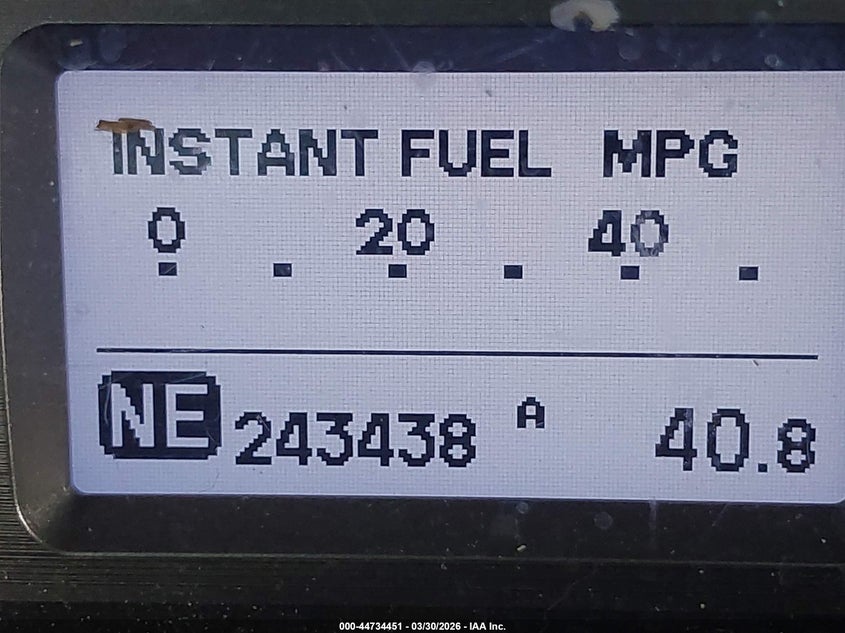 INSTANT FUEL MPG
0 20 40
NE 243438 A 40.8
000-44734451 - 03/30/2026 - IAA Inc.